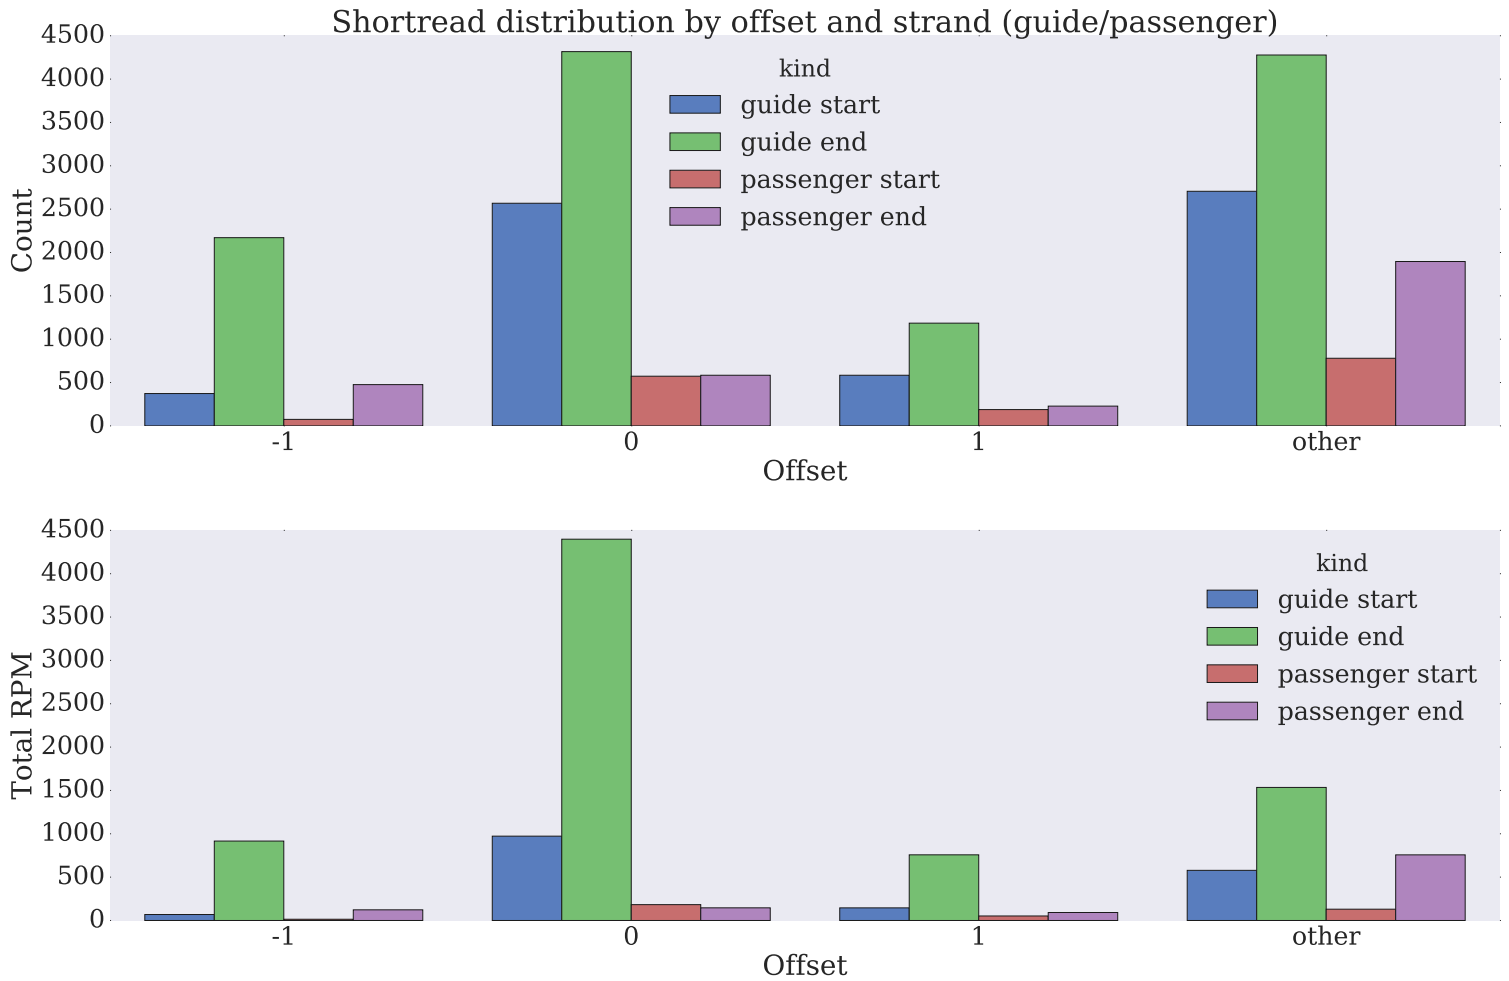 Shortread distribution by offset and strand (guide/passenger)
4500
4000
3500
3000
2500
2000
1500
1000
500
0
Count
kind
guide start
guide end
passenger start
passenger end
-1 0 1 other
Offset
4500
4000
3500
3000
2500
2000
1500
1000
500
0
Total RPM
kind
guide start
guide end
passenger start
passenger end
-1 0 1 other
Offset